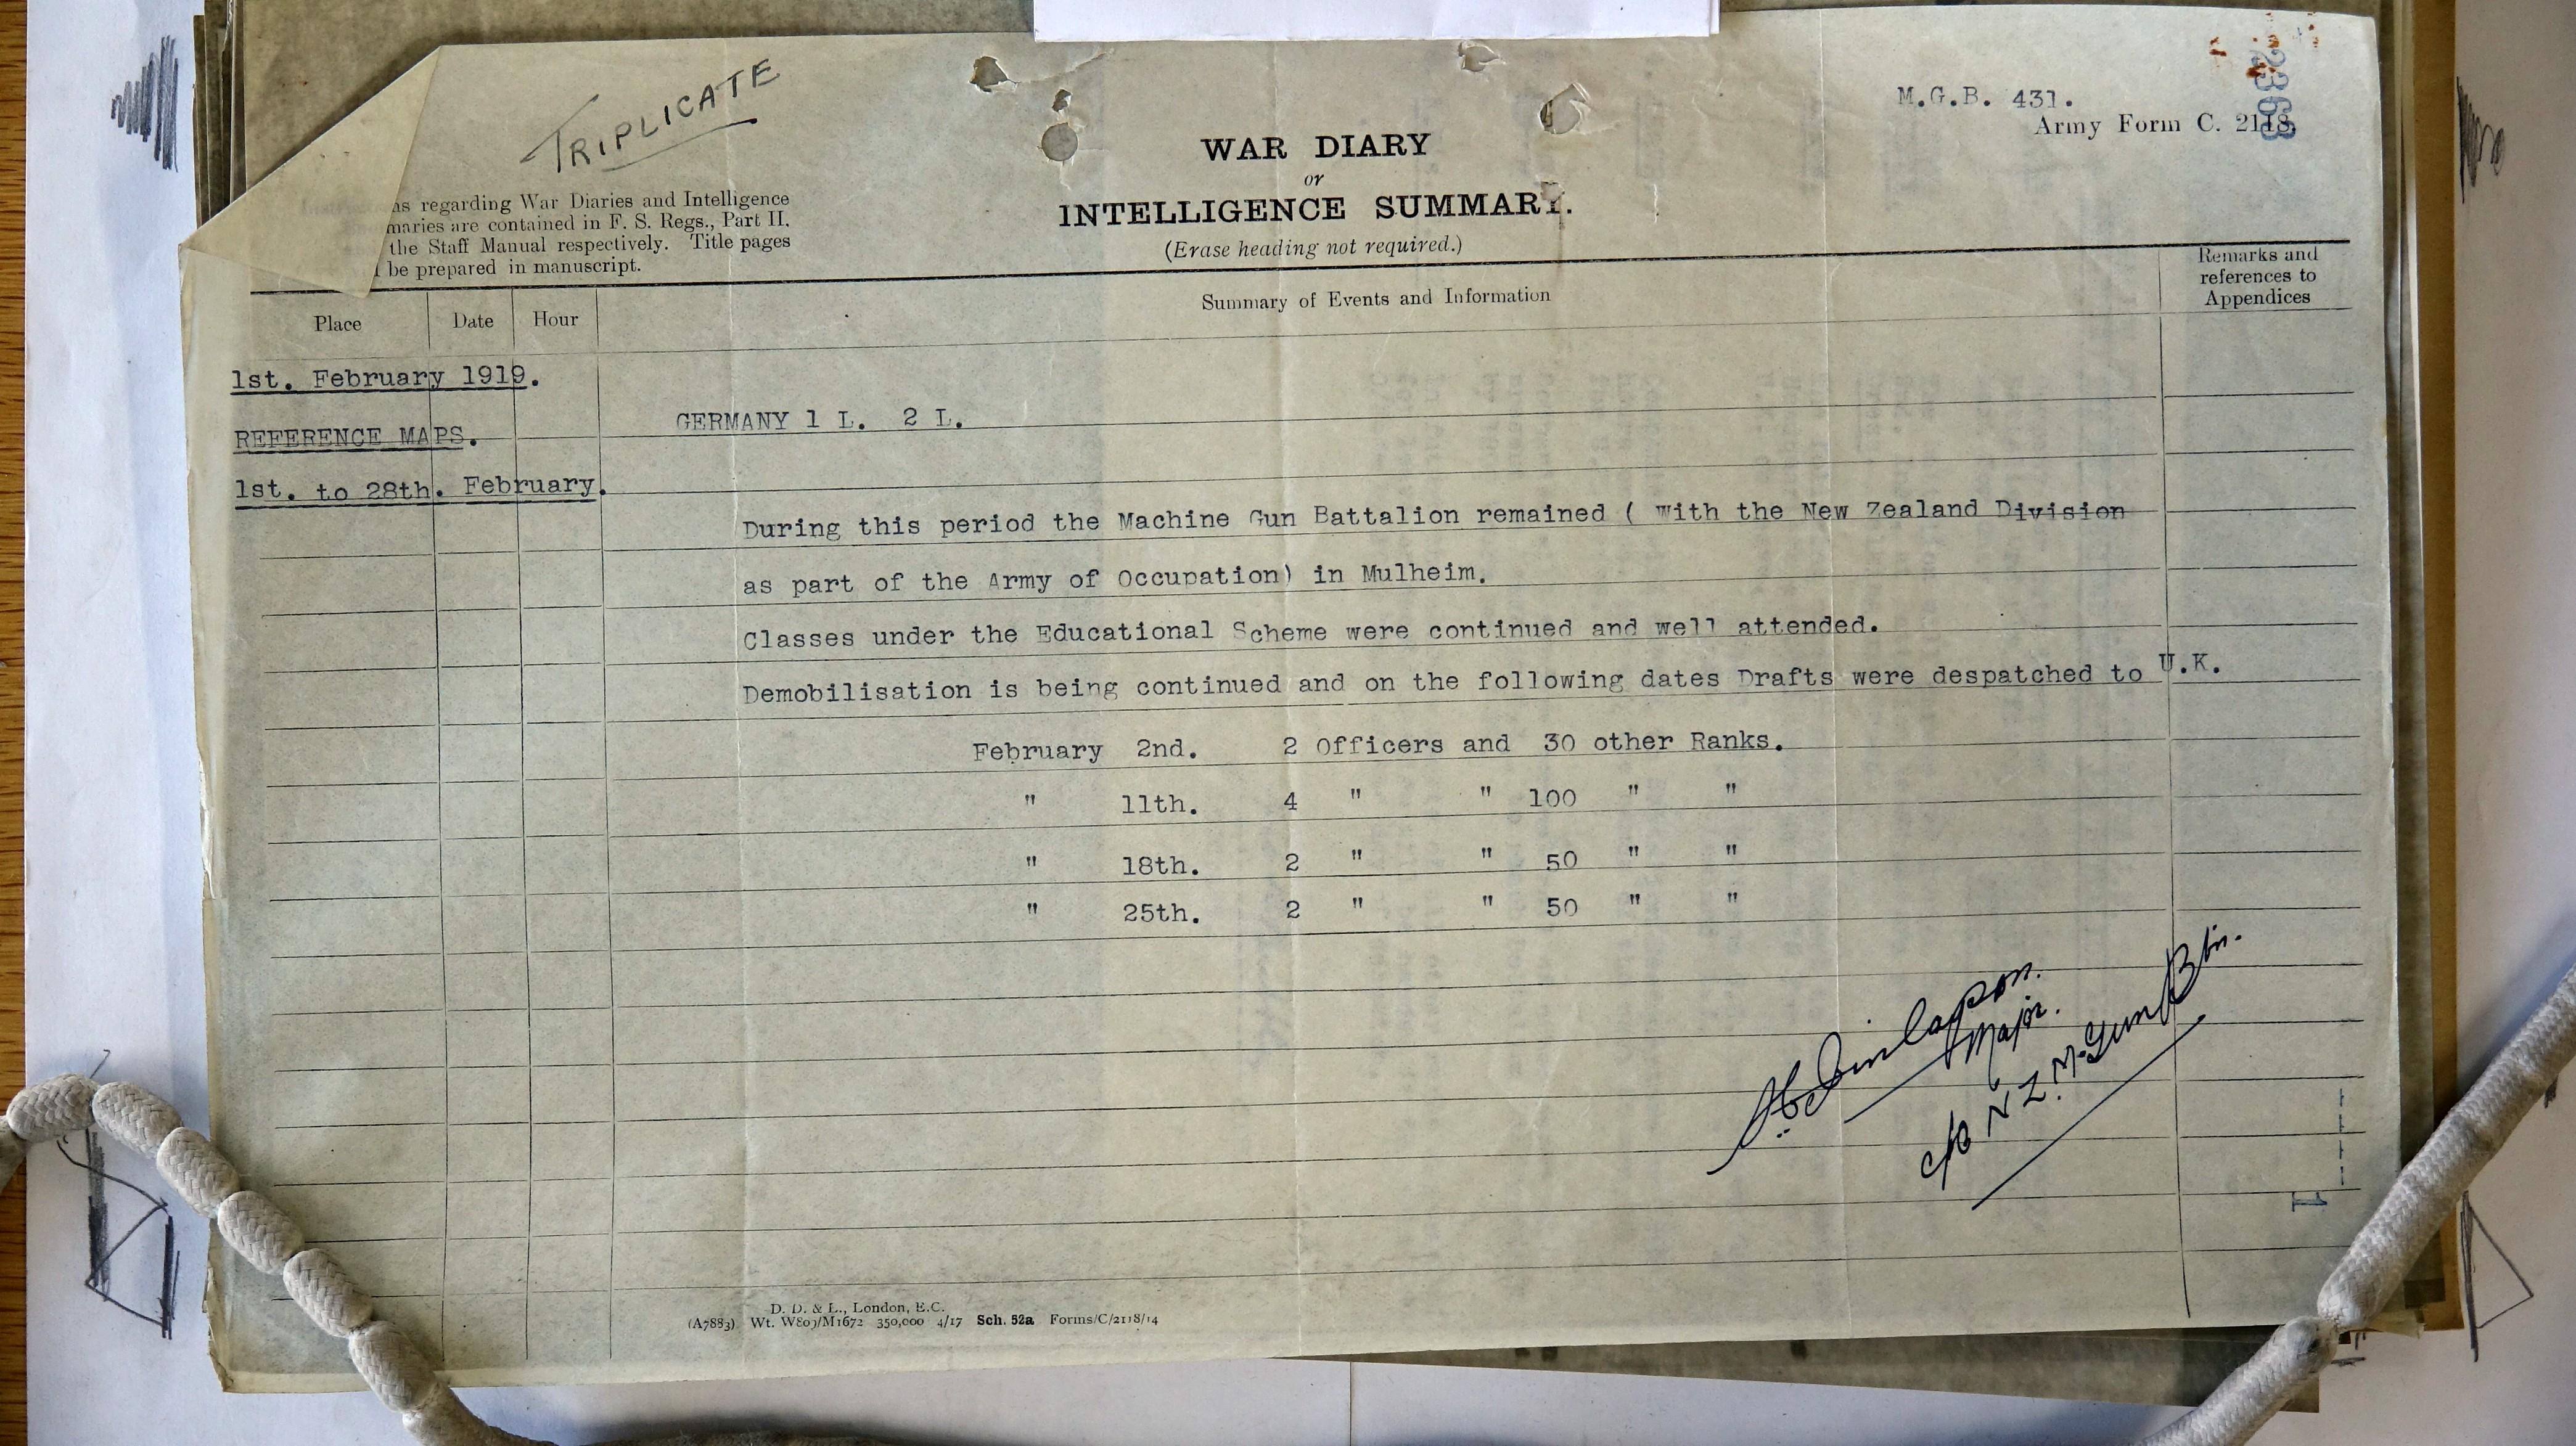 TRIPLICATE
M.G.B. 431.
Army Form C. 2118.
2363
WAR DIARY
or
INTELLIGENCE SUMMARY.
(Erase heading not required.)
regarding War Diaries and Intelligence
maries are contained in F. S. Regs., Part II.
the Staff Manual respectively. Title pages
be prepared in manuscript.
Place Date Hour Summary of Events and Information Remarks and
references to
Appendices
1st. February 1919.
REFERENCE MAPS. GERMANY 1 L. 2 L.
1st. to 28th. February.
During this period the Machine Gun Battalion remained ( with the New Zealand Division
as part of the Army of Occupation) in Mulheim.
Classes under the Educational Scheme were continued and well attended.
Demobilisation is being continued and on the following dates Drafts were despatched to U.K.
February 2nd. 2 Officers and 30 other Ranks.
" 11th. 4 " " 100 " "
" 18th. 2 " " 50 " "
" 25th. 2 " " 50 " "
Major.
c/o N Z. M. Gun Btn.
1
D. D. & L., London, E.C.
(A7883) Wt. W809/M1672 350,000 4/17 Sch. 52a Forms/C/2118/14